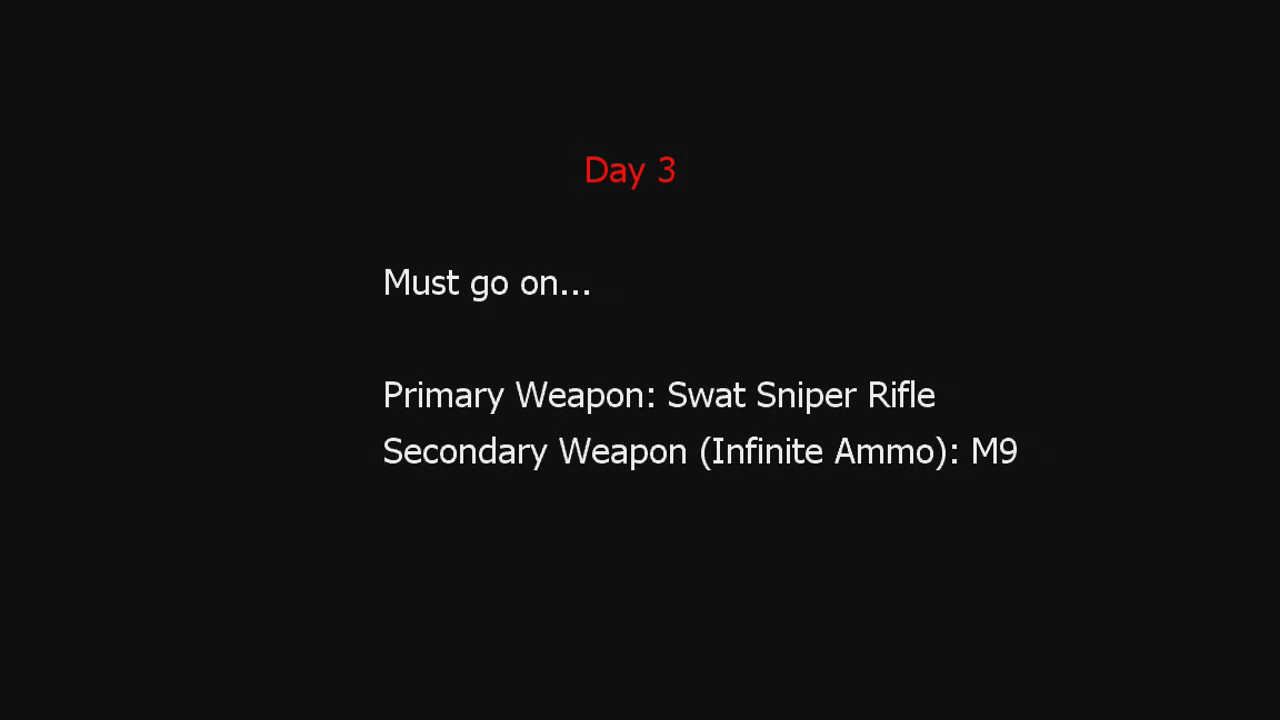 Day 3
Must go on...
Primary Weapon: Swat Sniper Rifle
Secondary Weapon (Infinite Ammo): M9